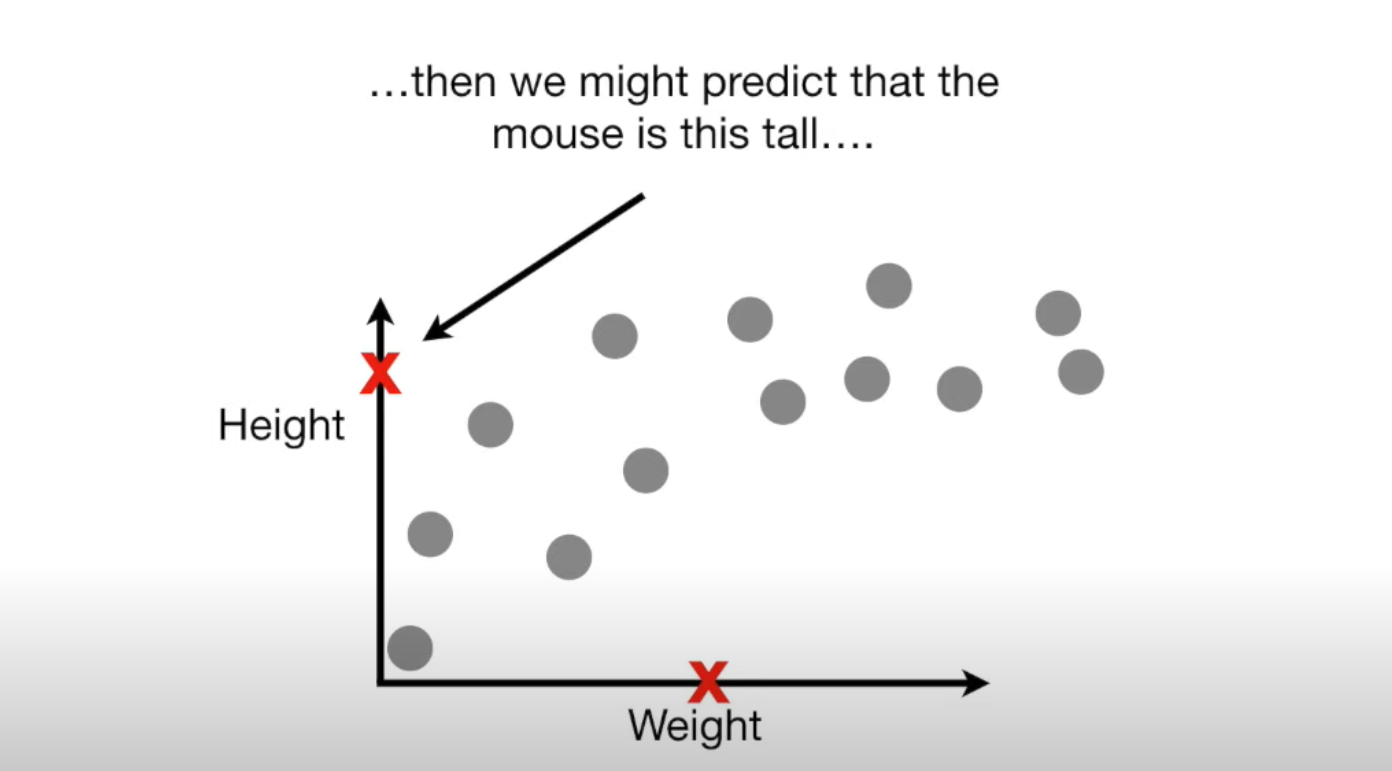 …then we might predict that the
mouse is this tall….
X
Height
X
Weight